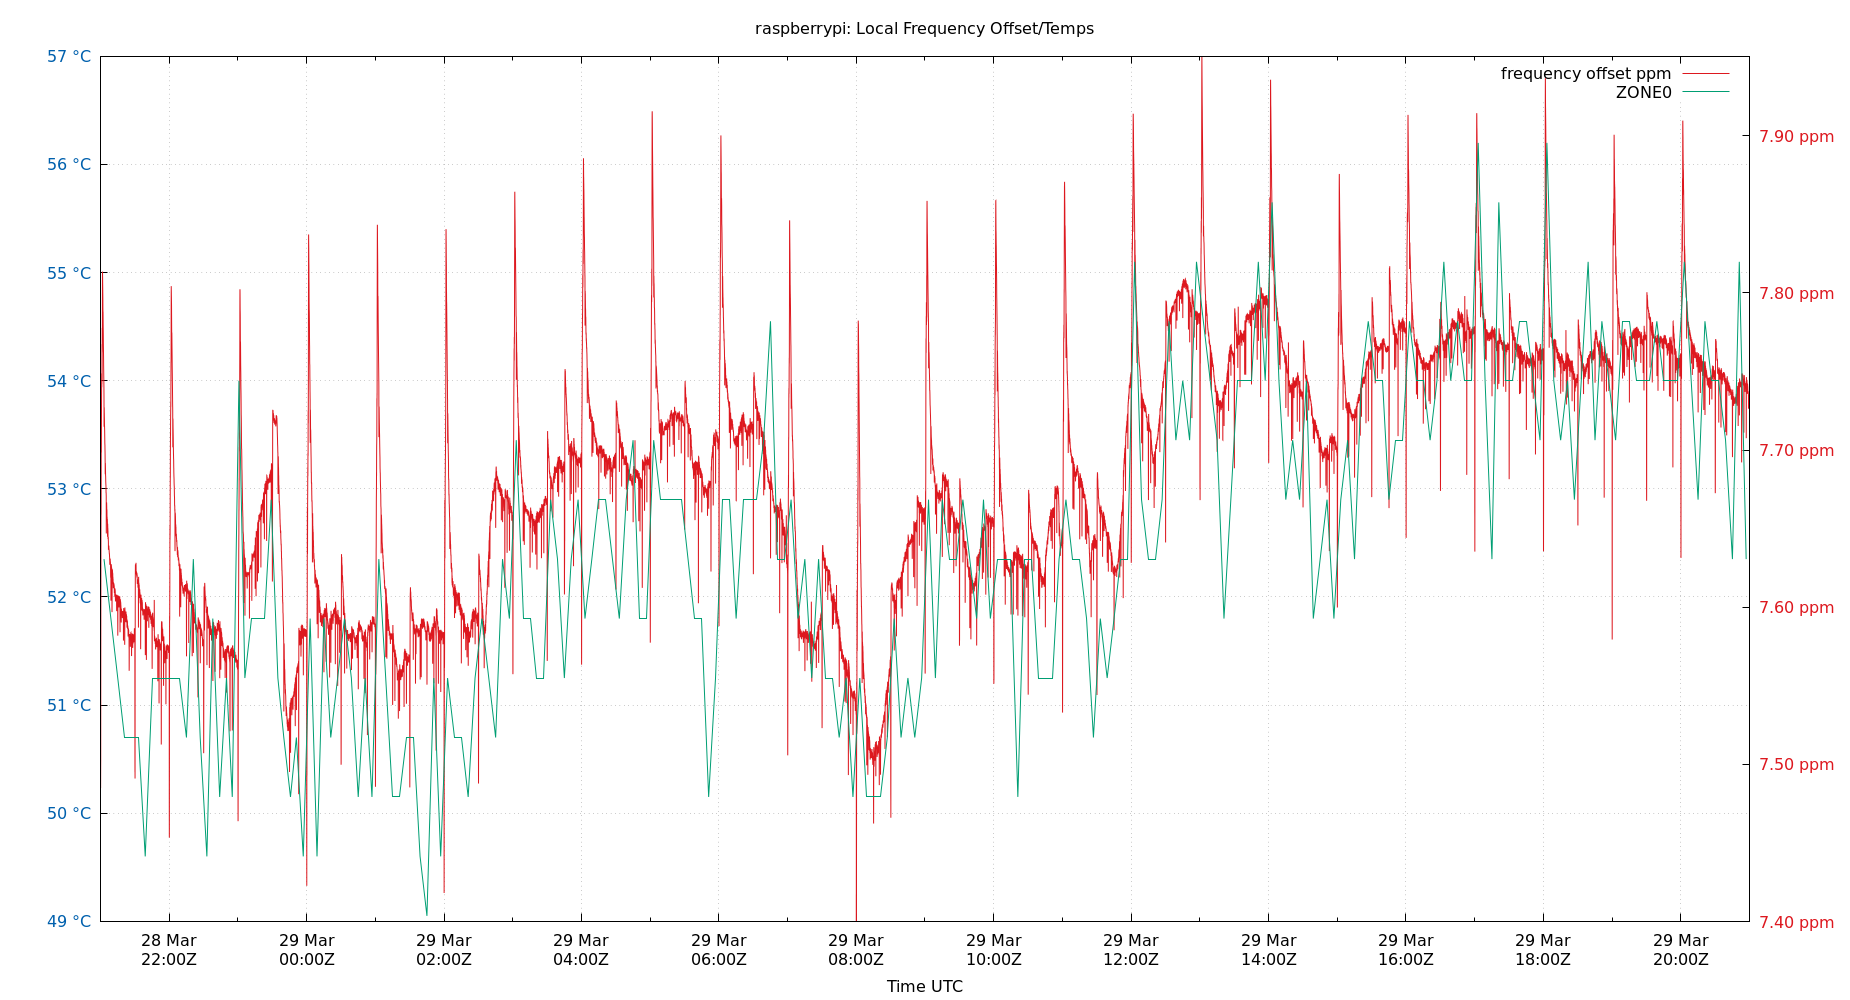 raspberrypi: Local Frequency Offset/Temps
frequency offset ppm
ZONE0
57 °C
56 °C
55 °C
54 °C
53 °C
52 °C
51 °C
50 °C
49 °C
7.90 ppm
7.80 ppm
7.70 ppm
7.60 ppm
7.50 ppm
7.40 ppm
28 Mar 29 Mar 29 Mar 29 Mar 29 Mar 29 Mar 29 Mar 29 Mar 29 Mar 29 Mar 29 Mar 29 Mar
22:00Z 00:00Z 02:00Z 04:00Z 06:00Z 08:00Z 10:00Z 12:00Z 14:00Z 16:00Z 18:00Z 20:00Z
Time UTC